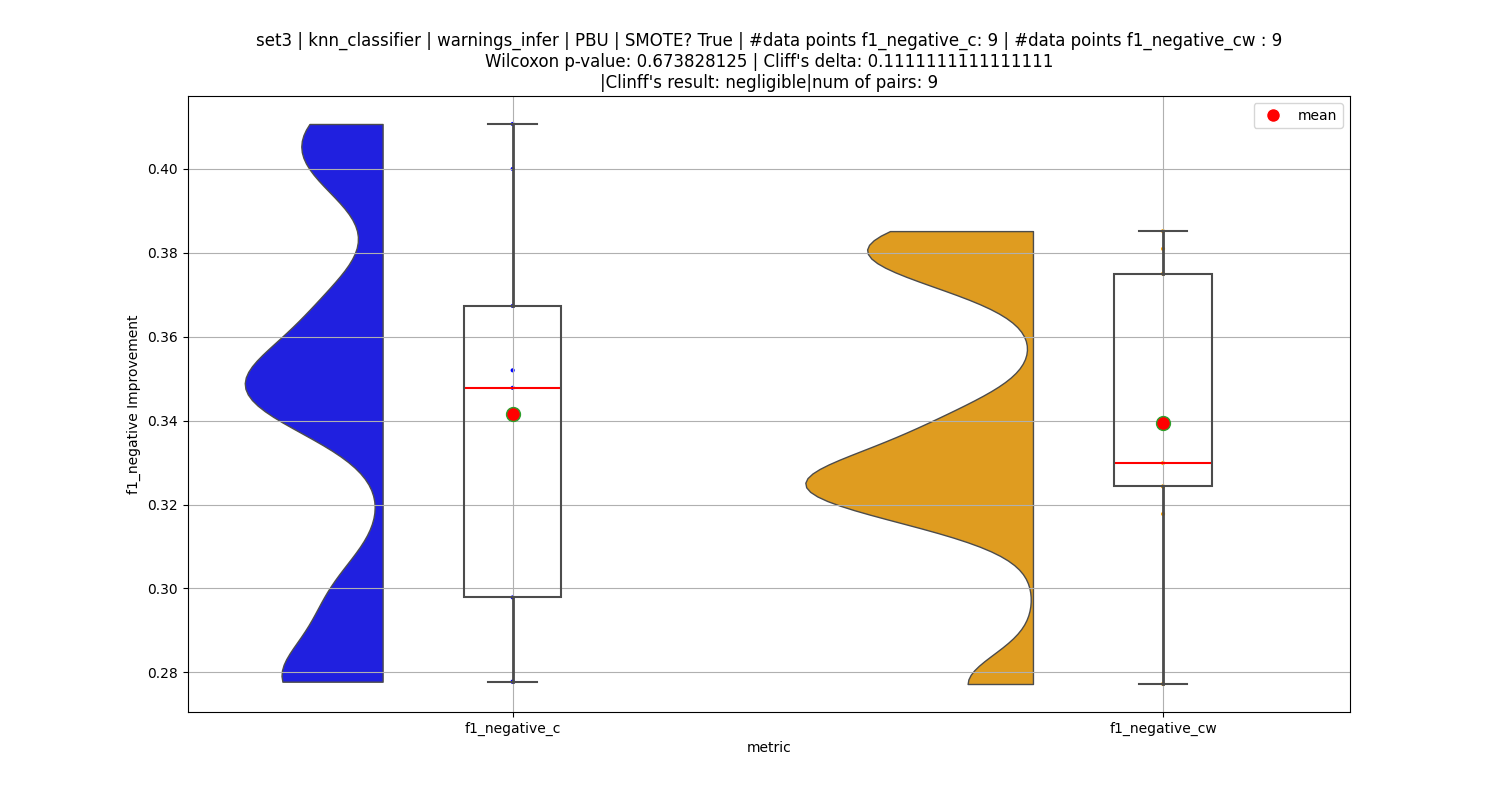 set3 | knn_classifier | warnings_infer | PBU | SMOTE? True | #data points f1_negative_c: 9 | #data points f1_negative_cw : 9
Wilcoxon p-value: 0.673828125 | Cliff's delta: 0.1111111111111111
|Clinff's result: negligible|num of pairs: 9
mean
0.40
0.38
0.36
0.34
0.32
0.30
0.28
f1_negative Improvement
f1_negative_c
f1_negative_cw
metric